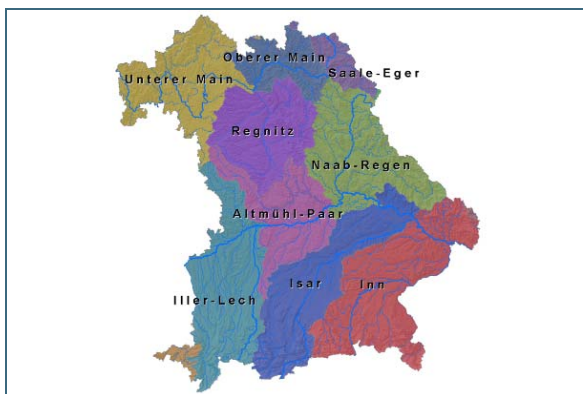 Oberer Main
Saale-Eger
Unterer Main
Regnitz
Naab-Regen
Altmühl-Paar
Isar
Inn
Iller-Lech